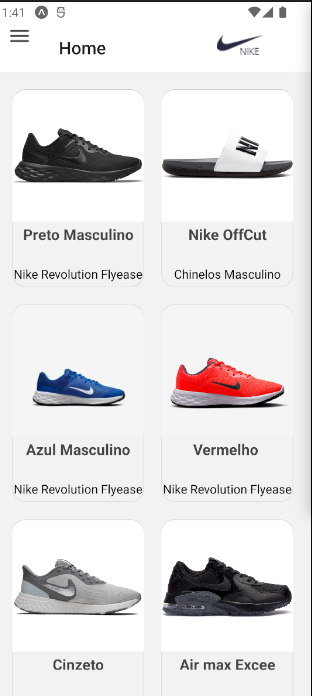 1:41
Home
NIKE
Preto Masculino
Nike OffCut
Nike Revolution Flyease
Chinelos Masculino
Azul Masculino
Vermelho
Nike Revolution Flyease
Nike Revolution Flyease
Cinzeto
Air max Excee